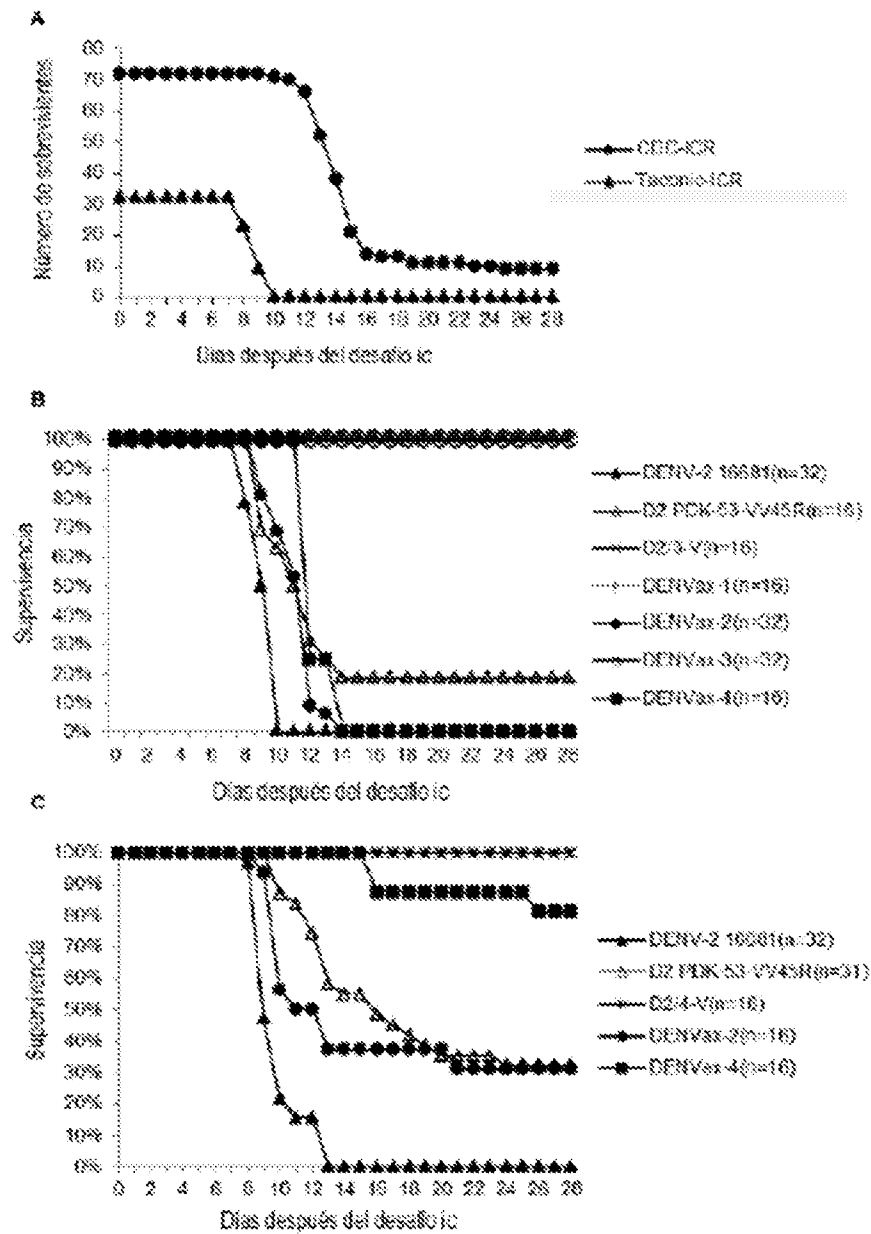 A
Número de sobrevivientes
80
70
60
50
40
30
20
10
0
0 2 4 6 8 10 12 14 16 18 20 22 24 26 28
Días después del desafío ic
CDC-ICR
Taconic-ICR
B
Supervivencia
100%
90%
80%
70%
60%
50%
40%
30%
20%
10%
0%
0 2 4 6 8 10 12 14 16 18 20 22 24 26 28
Días después del desafío ic
DENV-2 16681(n=32)
D2 PDK-53-VV45R(n=16)
D2/3-V(n=16)
DENVax-1(n=16)
DENVax-2(n=32)
DENVax-3(n=32)
DENVax-4(n=16)
C
Supervivencia
100%
90%
80%
70%
60%
50%
40%
30%
20%
10%
0%
0 2 4 6 8 10 12 14 16 18 20 22 24 26 28
Días después del desafío ic
DENV-2 16681(n=32)
D2 PDK-53-VV45R(n=31)
D2/4-V(n=16)
DENVax-2(n=16)
DENVax-4(n=16)